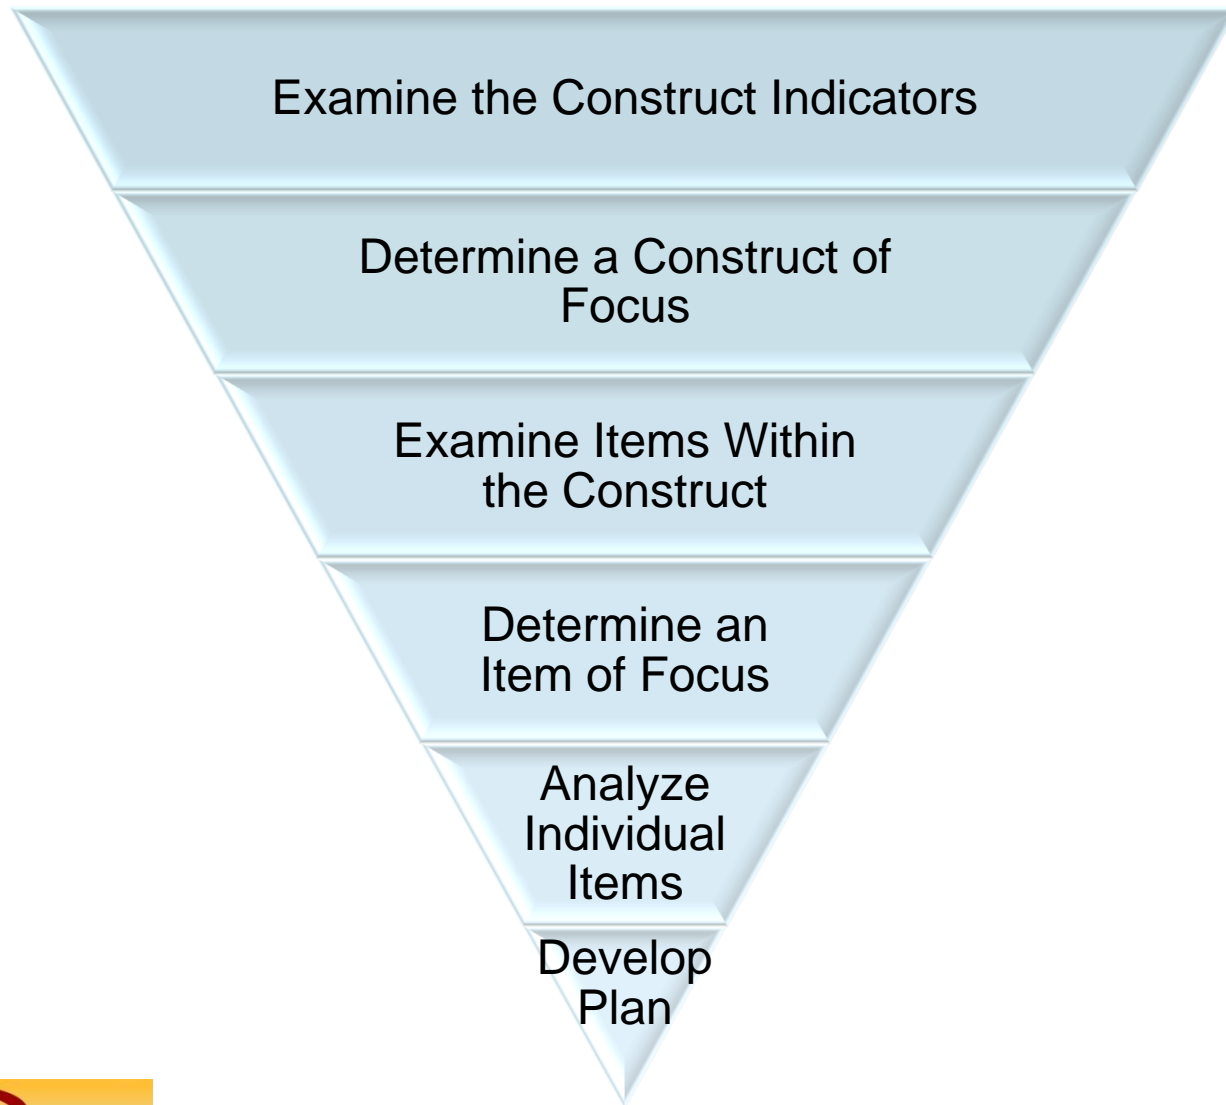 Examine the Construct Indicators
Determine a Construct of
Focus
Examine Items Within
the Construct
Determine an
Item of Focus
Analyze
Individual
Items
Develop
Plan